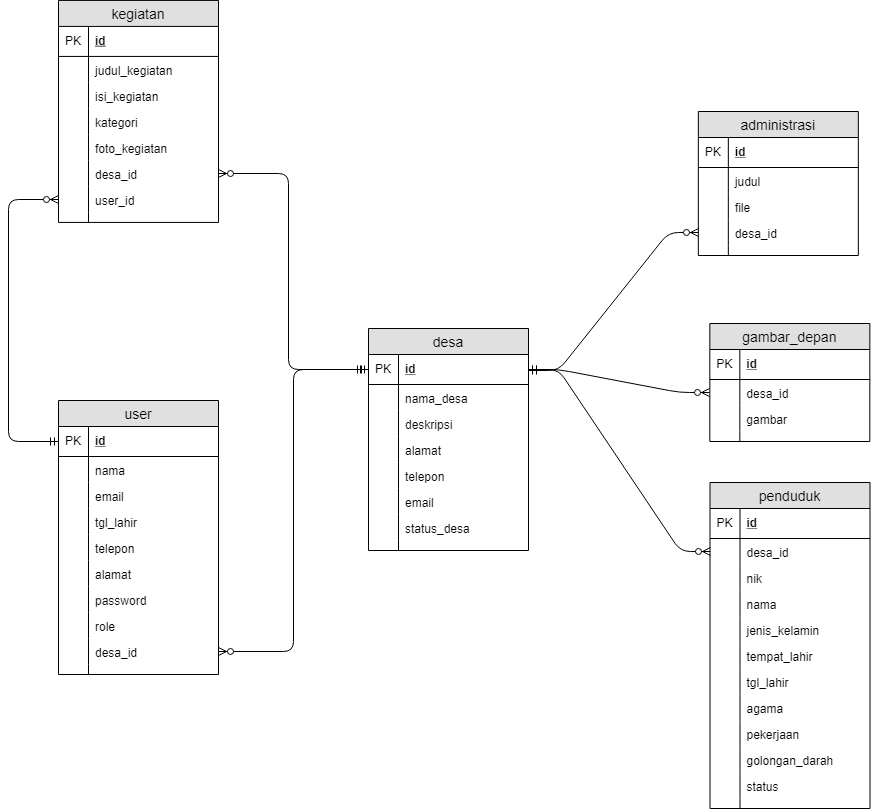 kegiatan
PK id
judul_kegiatan
isi_kegiatan
kategori
foto_kegiatan
desa_id
user_id
user
PK id
nama
email
tgl_lahir
telepon
alamat
password
role
desa_id
desa
PK id
nama_desa
deskripsi
alamat
telepon
email
status_desa
administrasi
PK id
judul
file
desa_id
gambar_depan
PK id
desa_id
gambar
penduduk
PK id
desa_id
nik
nama
jenis_kelamin
tempat_lahir
tgl_lahir
agama
pekerjaan
golongan_darah
status